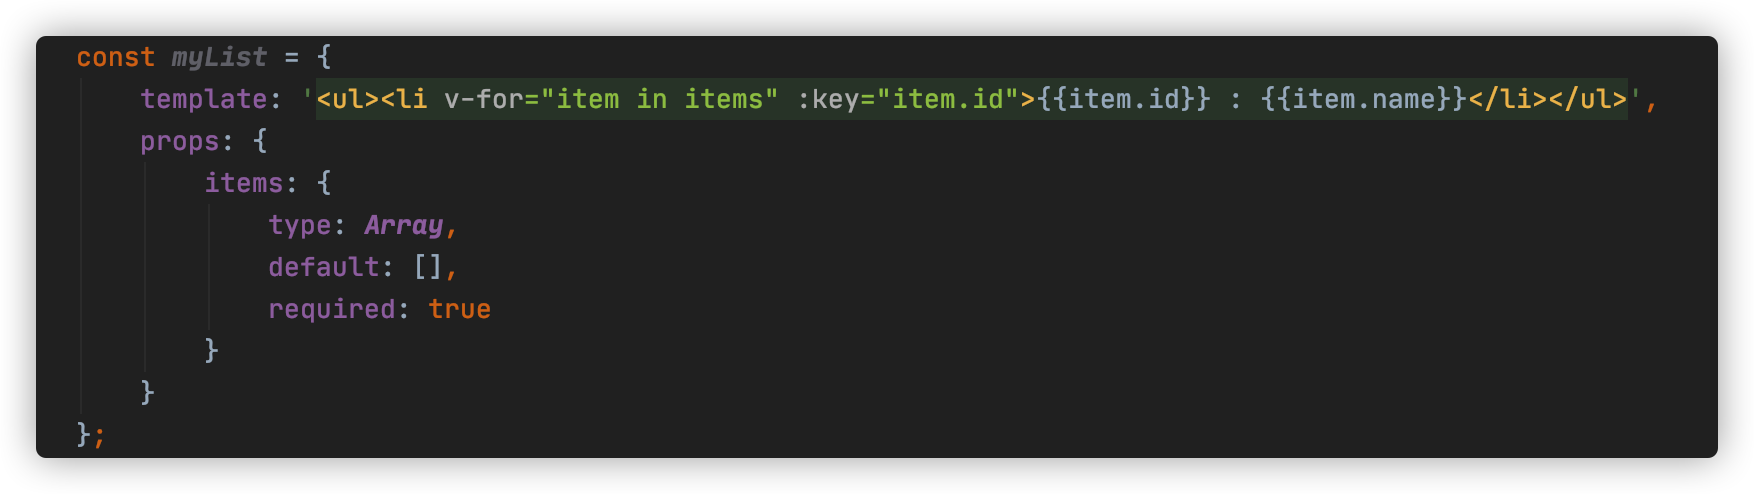 const myList = {
    template: '<ul><li v-for="item in items" :key="item.id">{{item.id}} : {{item.name}}</li></ul>',
    props: {
        items: {
            type: Array,
            default: [],
            required: true
        }
    }
};